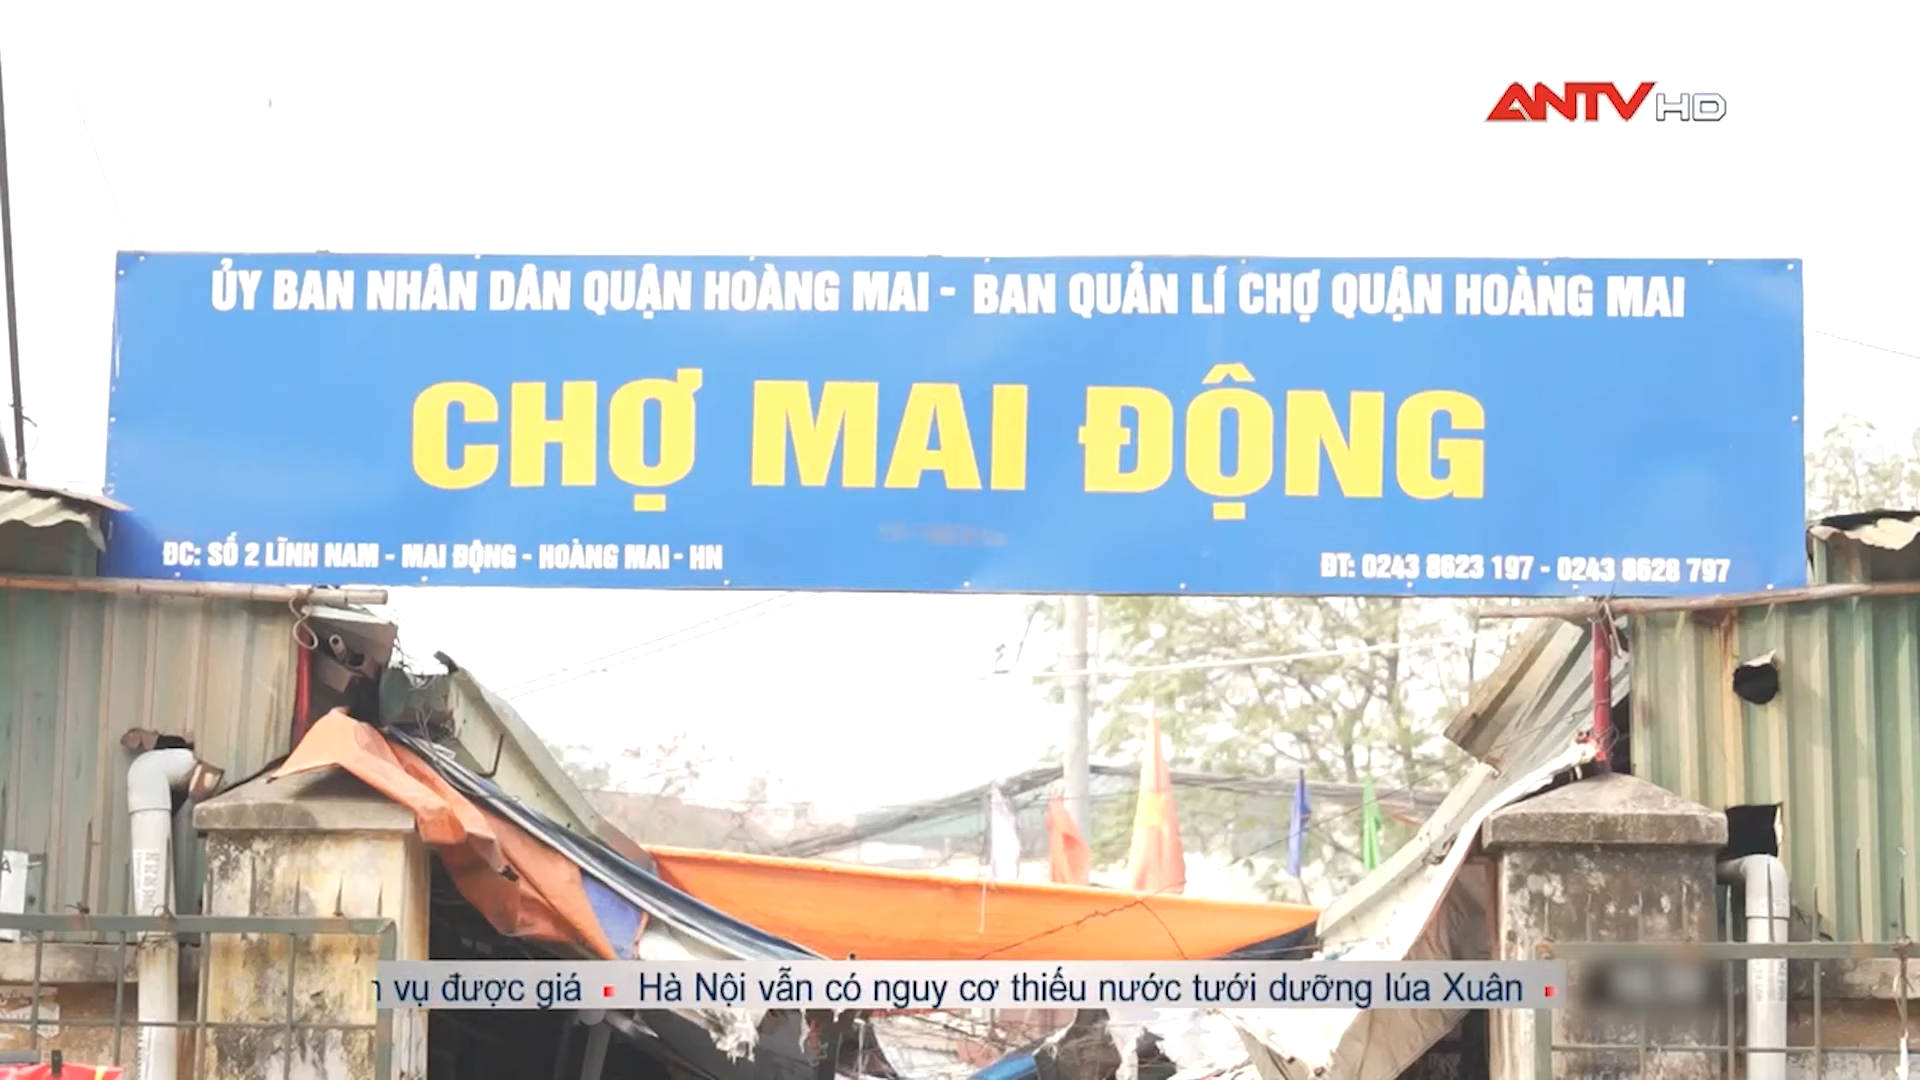 ANTV HD
ỦY BAN NHÂN DÂN QUẬN HOÀNG MAI - BAN QUẢN LÍ CHỢ QUẬN HOÀNG MAI
CHỢ MAI ĐỘNG
ĐC: SỐ 2 LĨNH NAM - MAI ĐỘNG - HOÀNG MAI - HN
ĐT: 0243 8623 197 - 0243 8628 797
vụ được giá ▪ Hà Nội vẫn có nguy cơ thiếu nước tưới dưỡng lúa Xuân ▪